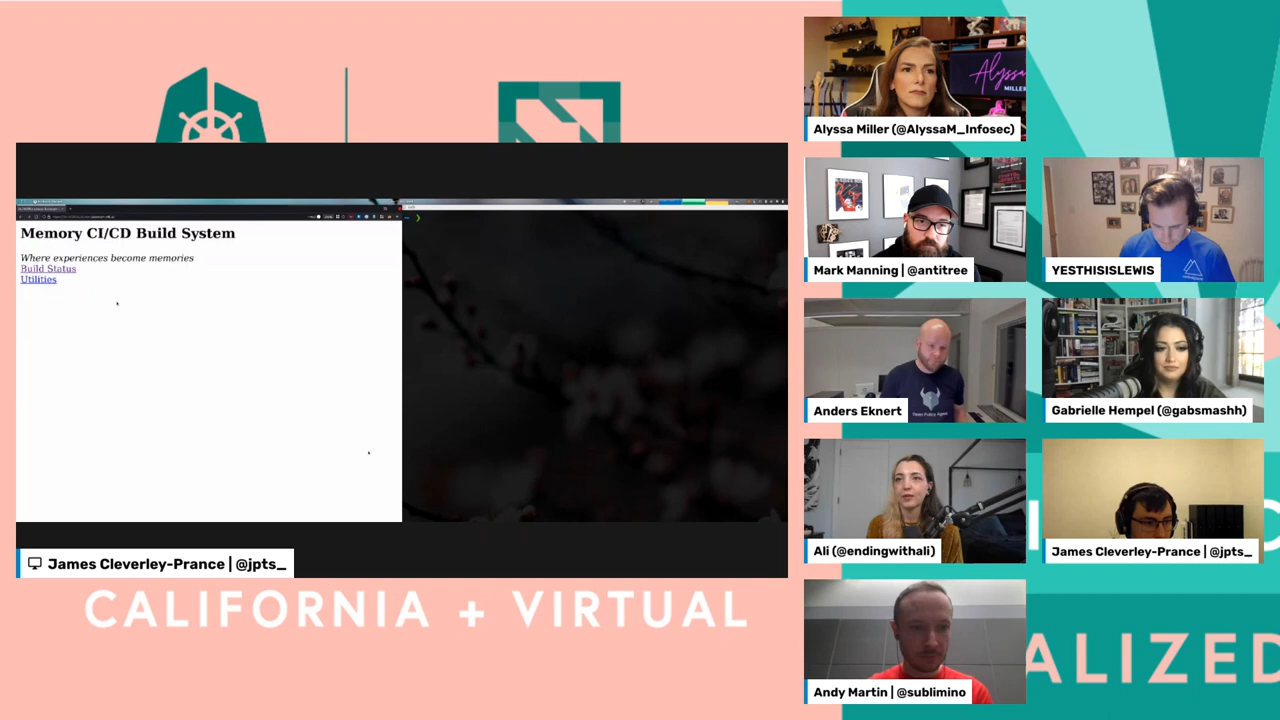 Memory CI/CD Build System
Where experiences become memories
Build Status
Utilities
James Cleverley-Prance | @jpts_
CALIFORNIA + VIRTUAL
Alyssa
MILLER
Alyssa Miller (@AlyssaM_Infosec)
Mark Manning | @antitree
YESTHISISLEWIS
Anders Eknert
Gabrielle Hempel (@gabsmashh)
Ali (@endingwithali)
James Cleverley-Prance | @jpts_
Andy Martin | @sublimino
ALIZED